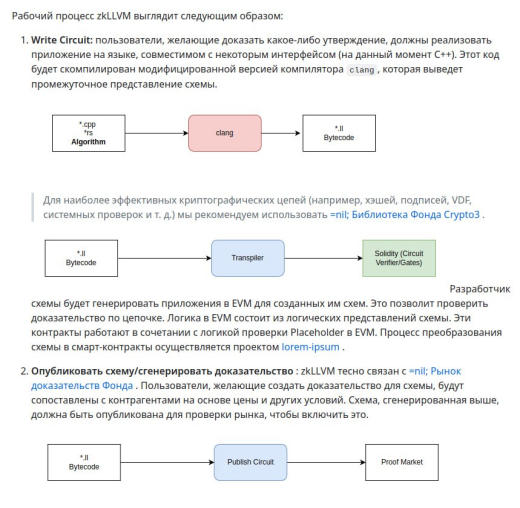 Рабочий процесс zkLLVM выглядит следующим образом:
1. Write Circuit: пользователи, желающие доказать какое-либо утверждение, должны реализовать
приложение на языке, совместимом с некоторым интерфейсом (на данный момент C++). Этот код
будет скомпилирован модифицированной версией компилятора clang , которая выведет
промежуточное представление схемы.
*.cpp
*rs
Algorithm
clang
*.ll
Bytecode
Для наиболее эффективных криптографических цепей (например, хэшей, подписей, VDF,
системных проверок и т. д.) мы рекомендуем использовать =nil; Библиотека Фонда Crypto3 .
*.ll
Bytecode
Transpiler
Solidity (Circuit
Verifier/Gates)
Разработчик
схемы будет генерировать приложения в EVM для созданных им схем. Это позволит проверить
доказательство по цепочке. Логика в EVM состоит из логических представлений схемы. Эти
контракты работают в сочетании с логикой проверки Placeholder в EVM. Процесс преобразования
схемы в смарт-контракты осуществляется проектом lorem-ipsum .
2. Опубликовать схему/сгенерировать доказательство : zkLLVM тесно связан с =nil; Рынок
доказательств Фонда . Пользователи, желающие создать доказательство для схемы, будут
сопоставлены с контрагентами на основе цены и других условий. Схема, сгенерированная выше,
должна быть опубликована для проверки рынка, чтобы включить это.
*.ll
Bytecode
Publish Circuit
Proof Market